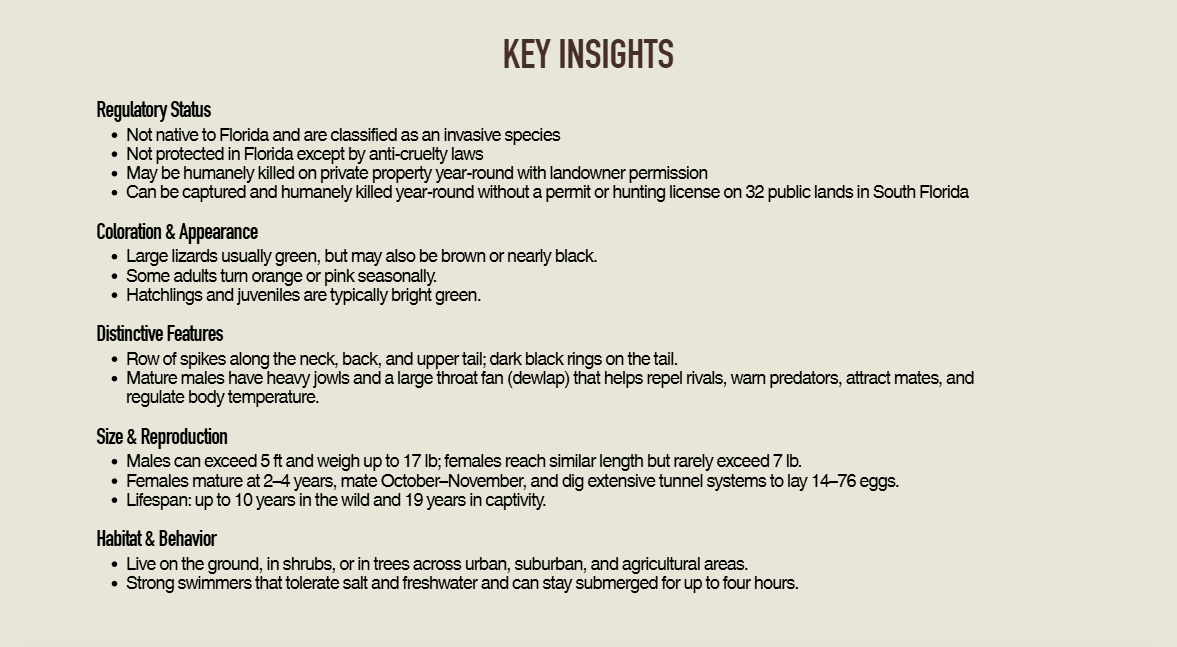 KEY INSIGHTS
Regulatory Status
• Not native to Florida and are classified as an invasive species
• Not protected in Florida except by anti-cruelty laws
• May be humanely killed on private property year-round with landowner permission
• Can be captured and humanely killed year-round without a permit or hunting license on 32 public lands in South Florida
Coloration & Appearance
• Large lizards usually green, but may also be brown or nearly black.
• Some adults turn orange or pink seasonally.
• Hatchlings and juveniles are typically bright green.
Distinctive Features
• Row of spikes along the neck, back, and upper tail; dark black rings on the tail.
• Mature males have heavy jowls and a large throat fan (dewlap) that helps repel rivals, warn predators, attract mates, and
regulate body temperature.
Size & Reproduction
• Males can exceed 5 ft and weigh up to 17 lb; females reach similar length but rarely exceed 7 lb.
• Females mature at 2–4 years, mate October–November, and dig extensive tunnel systems to lay 14–76 eggs.
• Lifespan: up to 10 years in the wild and 19 years in captivity.
Habitat & Behavior
• Live on the ground, in shrubs, or in trees across urban, suburban, and agricultural areas.
• Strong swimmers that tolerate salt and freshwater and can stay submerged for up to four hours.